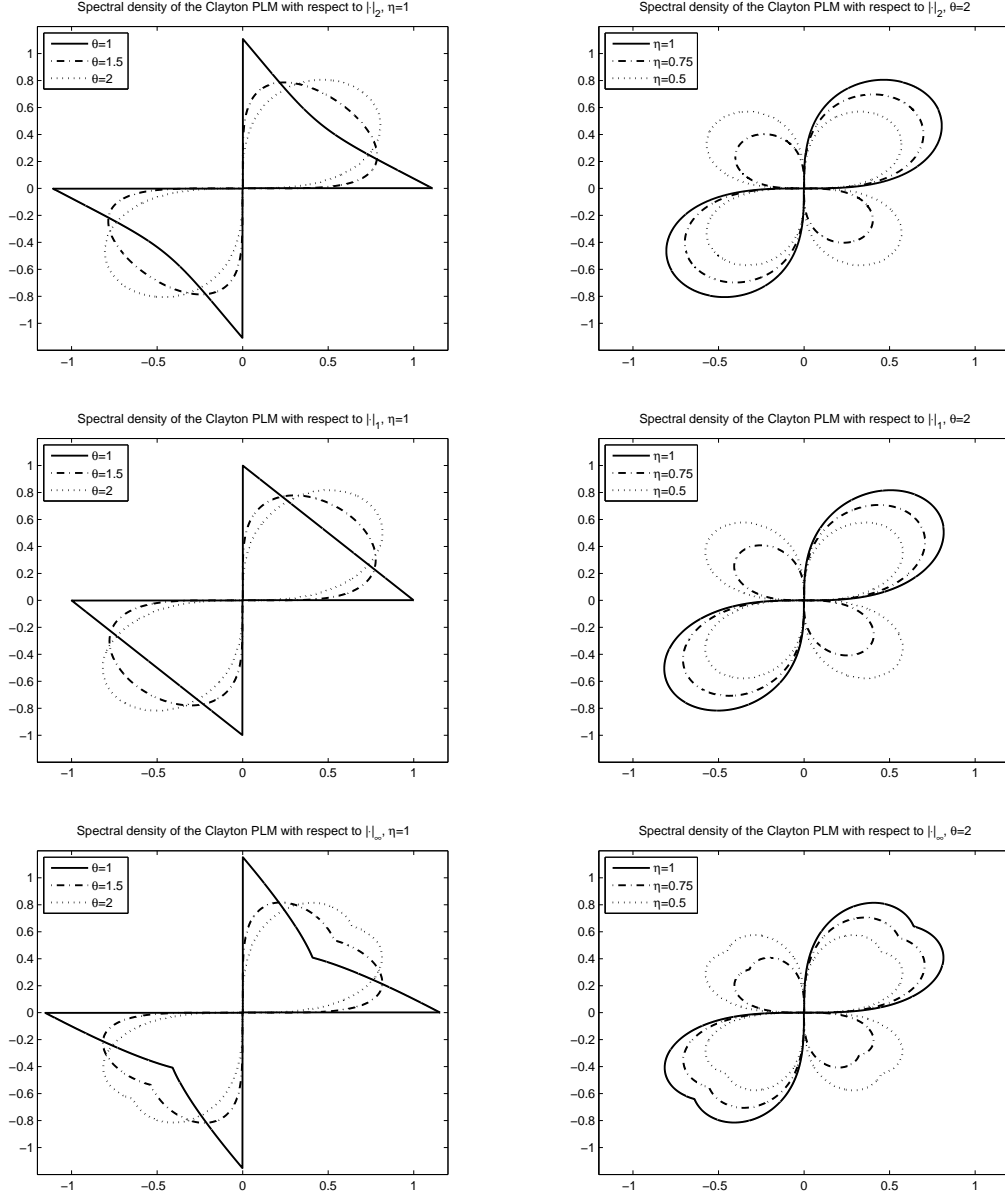 Spectral density of the Clayton PLM with respect to |·|₂, η=1
θ=1
θ=1.5
θ=2
1
0.8
0.6
0.4
0.2
0
−0.2
−0.4
−0.6
−0.8
−1
−1 −0.5 0 0.5 1
Spectral density of the Clayton PLM with respect to |·|₂, θ=2
η=1
η=0.75
η=0.5
1
0.8
0.6
0.4
0.2
0
−0.2
−0.4
−0.6
−0.8
−1
−1 −0.5 0 0.5 1
Spectral density of the Clayton PLM with respect to |·|₁, η=1
θ=1
θ=1.5
θ=2
1
0.8
0.6
0.4
0.2
0
−0.2
−0.4
−0.6
−0.8
−1
−1 −0.5 0 0.5 1
Spectral density of the Clayton PLM with respect to |·|₁, θ=2
η=1
η=0.75
η=0.5
1
0.8
0.6
0.4
0.2
0
−0.2
−0.4
−0.6
−0.8
−1
−1 −0.5 0 0.5 1
Spectral density of the Clayton PLM with respect to |·|∞, η=1
θ=1
θ=1.5
θ=2
1
0.8
0.6
0.4
0.2
0
−0.2
−0.4
−0.6
−0.8
−1
−1 −0.5 0 0.5 1
Spectral density of the Clayton PLM with respect to |·|∞, θ=2
η=1
η=0.75
η=0.5
1
0.8
0.6
0.4
0.2
0
−0.2
−0.4
−0.6
−0.8
−1
−1 −0.5 0 0.5 1